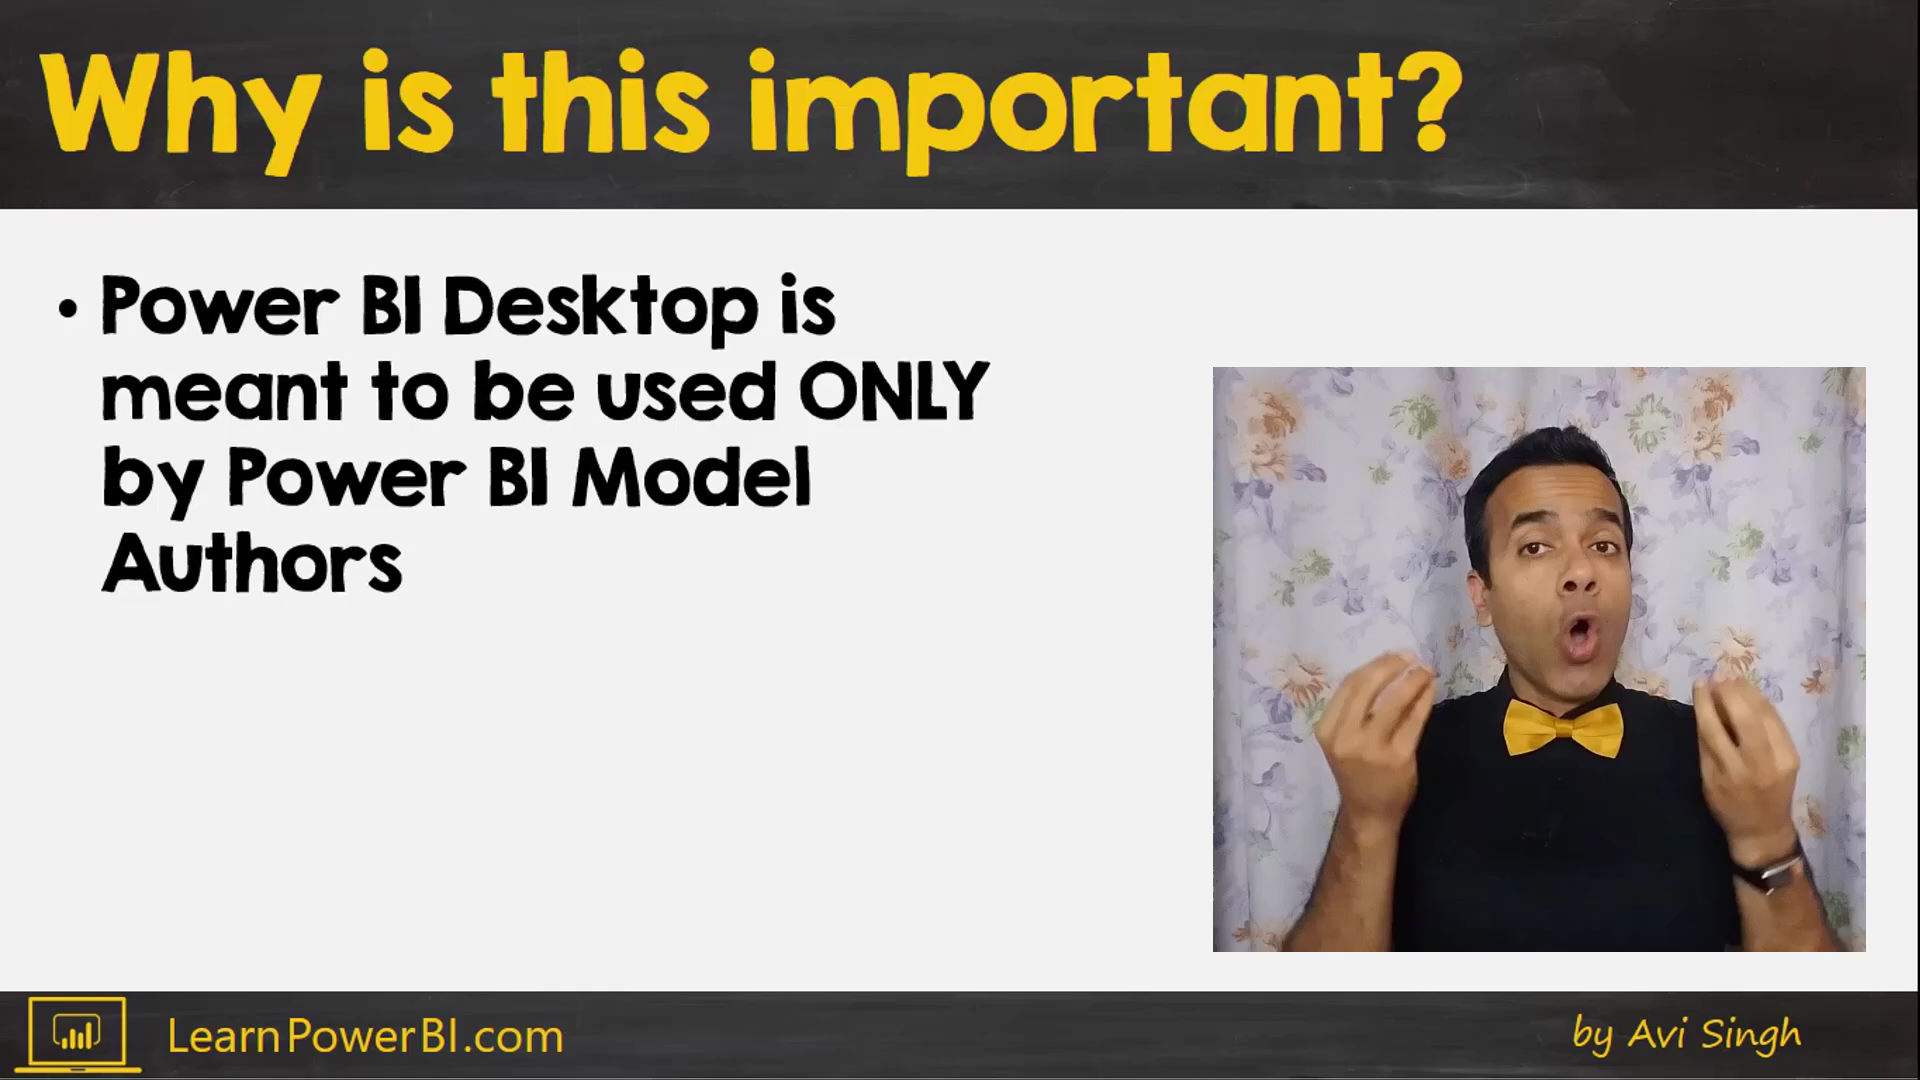 Why is this important?
• Power BI Desktop is
meant to be used ONLY
by Power BI Model
Authors
LearnPowerBI.com
by Avi Singh